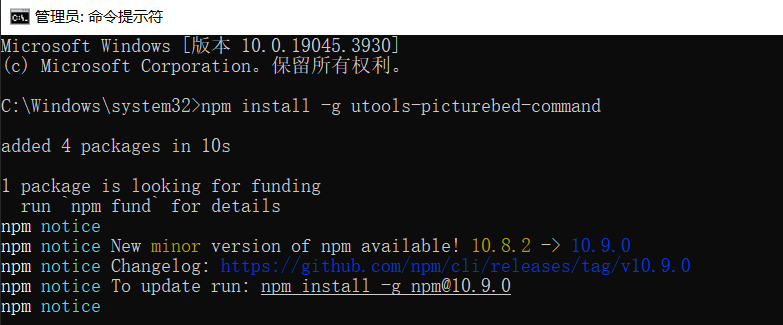 管理员: 命令提示符
Microsoft Windows [版本 10.0.19045.3930]
(c) Microsoft Corporation。保留所有权利。
C:\Windows\system32>npm install -g utools-picturebed-command
added 4 packages in 10s
1 package is looking for funding
run `npm fund` for details
npm notice
npm notice New minor version of npm available! 10.8.2 -> 10.9.0
npm notice Changelog: https://github.com/npm/cli/releases/tag/v10.9.0
npm notice To update run: npm install -g npm@10.9.0
npm notice